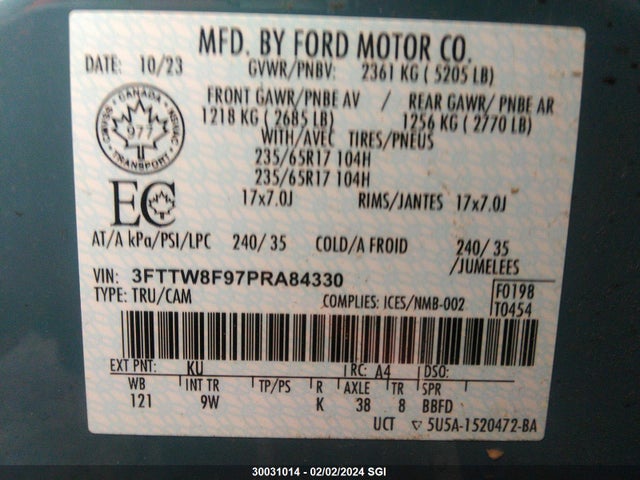 MFD. BY FORD MOTOR CO.
DATE: 10/23 GVWR/PNBV: 2361 KG ( 5205 LB)
FRONT GAWR/PNBE AV / REAR GAWR/ PNBE AR
1218 KG ( 2685 LB) 1256 KG ( 2770 LB)
WITH/AVEC TIRES/PNEUS
235/65R17 104H
235/65R17 104H
17x7.0J RIMS/JANTES 17x7.0J
CANADA
977
TRANSPORT
EC
AT/A kPa/PSI/LPC 240/ 35 COLD/A FROID 240/ 35
/JUMELEES
VIN: 3FTTW8F97PRA84330
TYPE: TRU/CAM COMPLIES: ICES/NMB-002
F0198
T0454
EXT PNT: KU RC: A4 DSO:
WB INT TR TP/PS R AXLE TR SPR
121 9W K 38 8 BBFD
UCT ▽ 5U5A-1520472-BA
30031014 - 02/02/2024 SGI